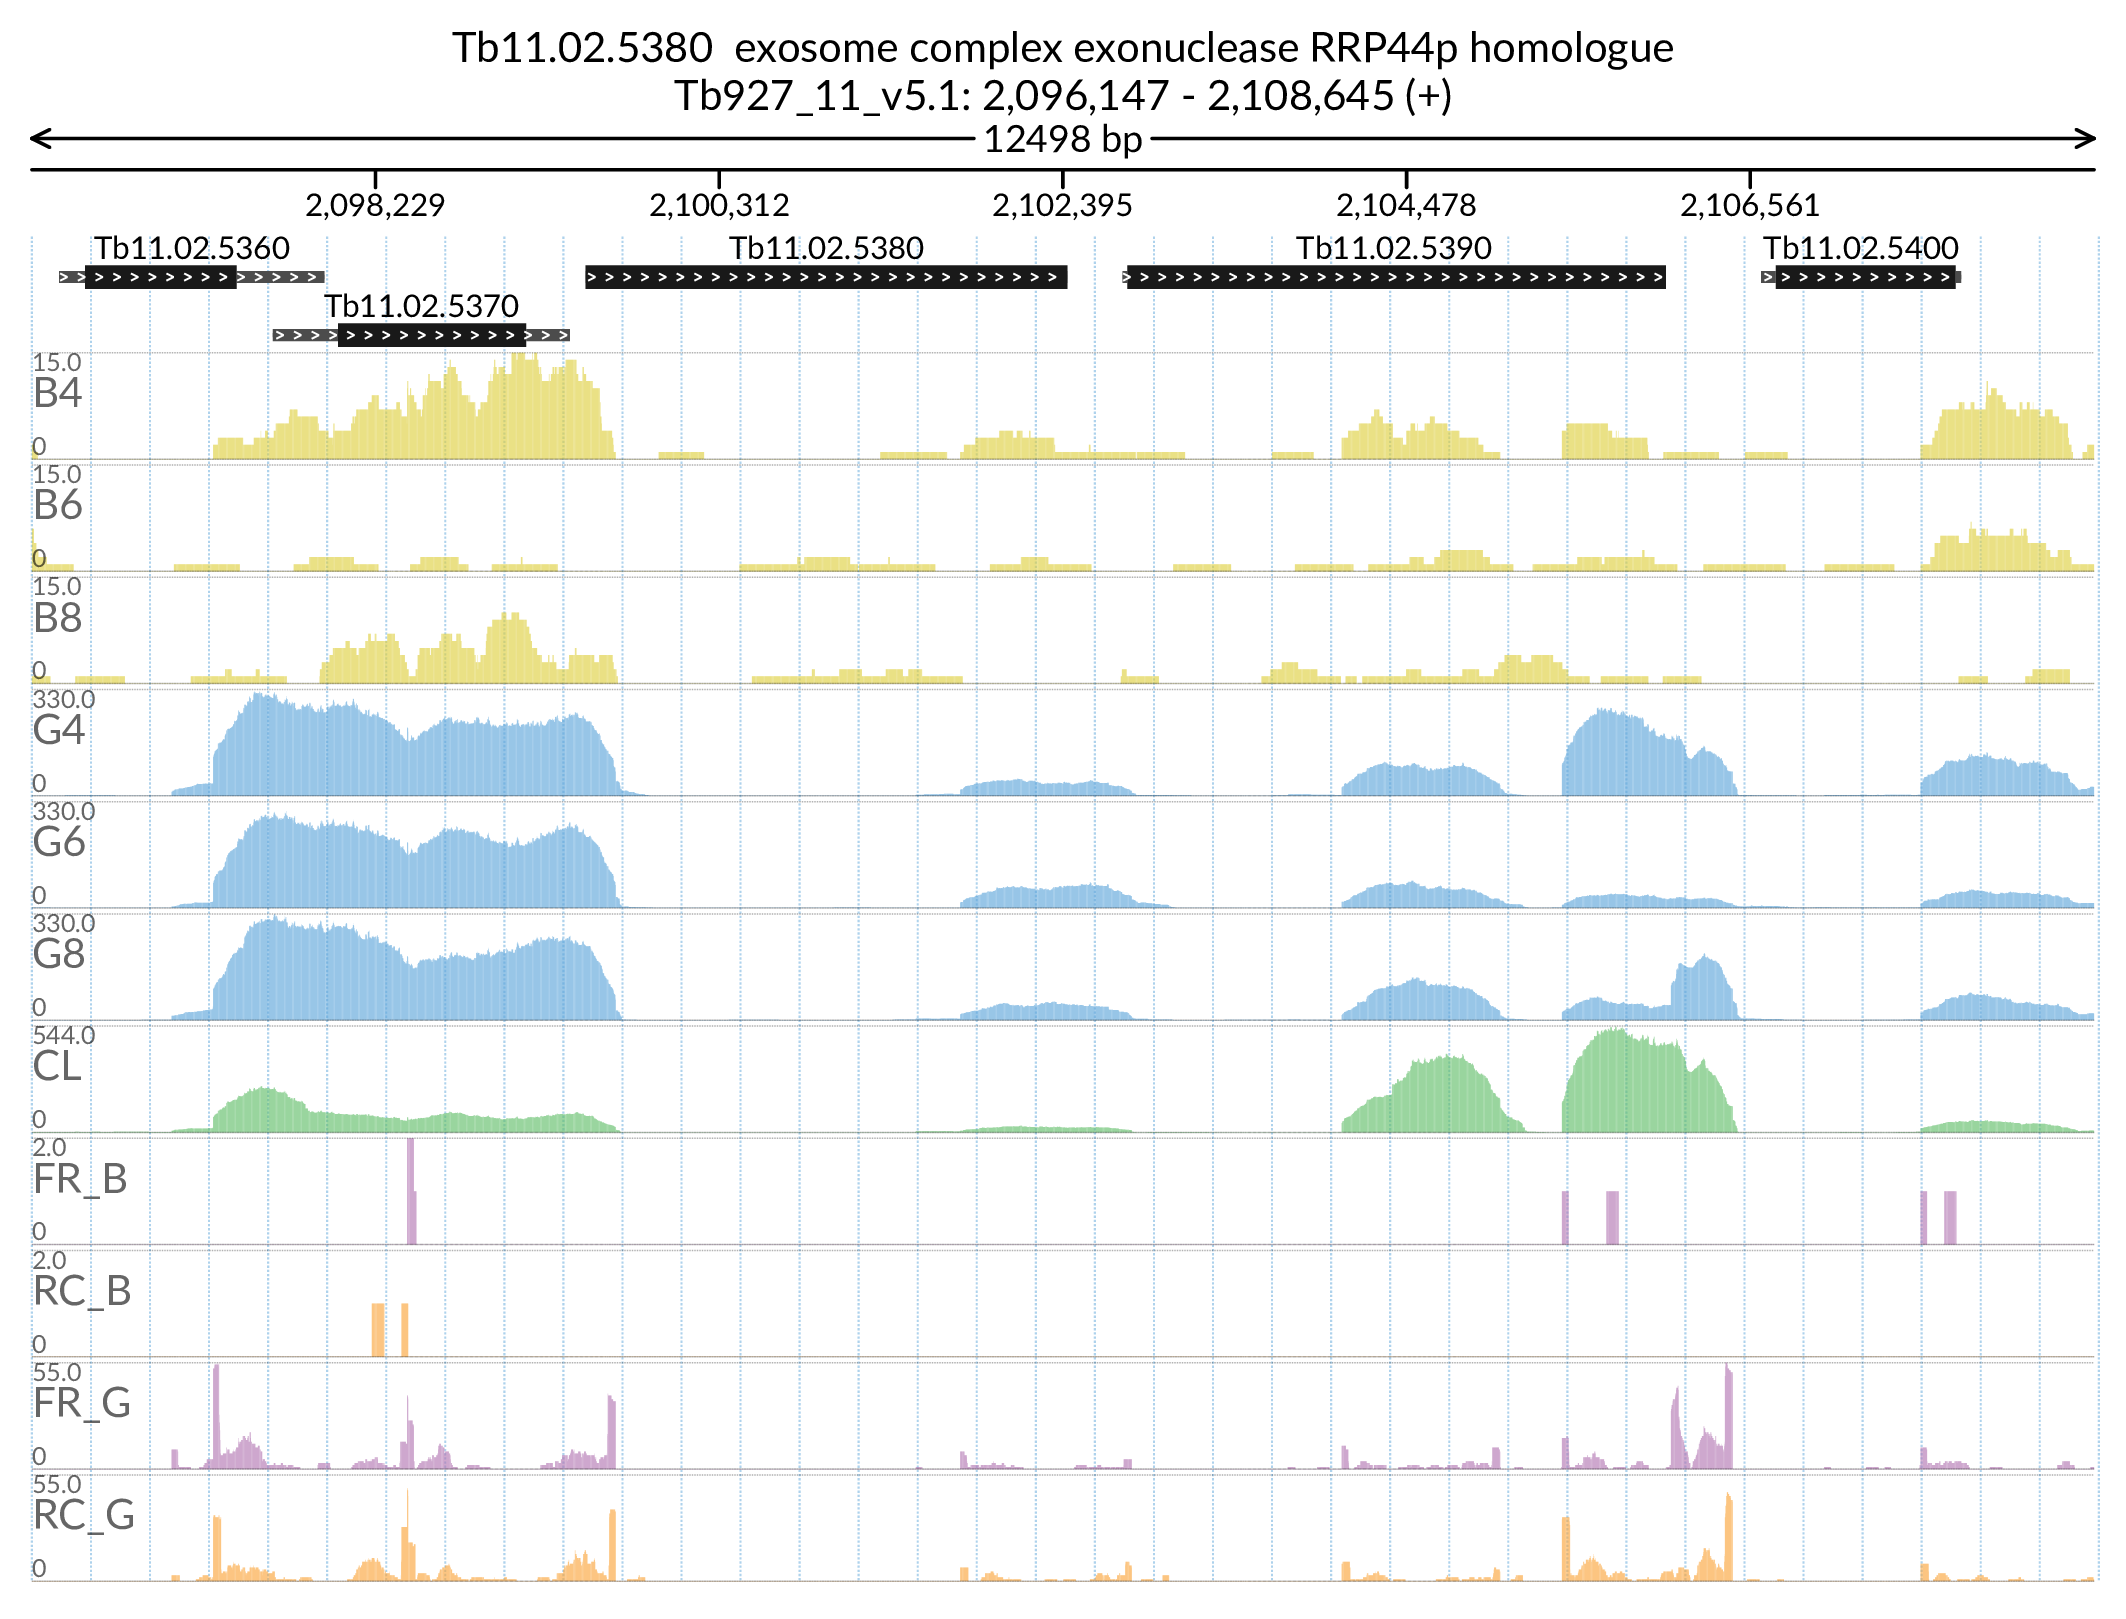 Tb11.02.5380  exosome complex exonuclease RRP44p homologue
Tb927_11_v5.1: 2,096,147 - 2,108,645 (+)
12498 bp
2,098,229 2,100,312 2,102,395 2,104,478 2,106,561
Tb11.02.5360 Tb11.02.5380 Tb11.02.5390 Tb11.02.5400
Tb11.02.5370
15.0
B4
0
15.0
B6
0
15.0
B8
0
330.0
G4
0
330.0
G6
0
330.0
G8
0
544.0
CL
0
2.0
FR_B
0
2.0
RC_B
0
55.0
FR_G
0
55.0
RC_G
0